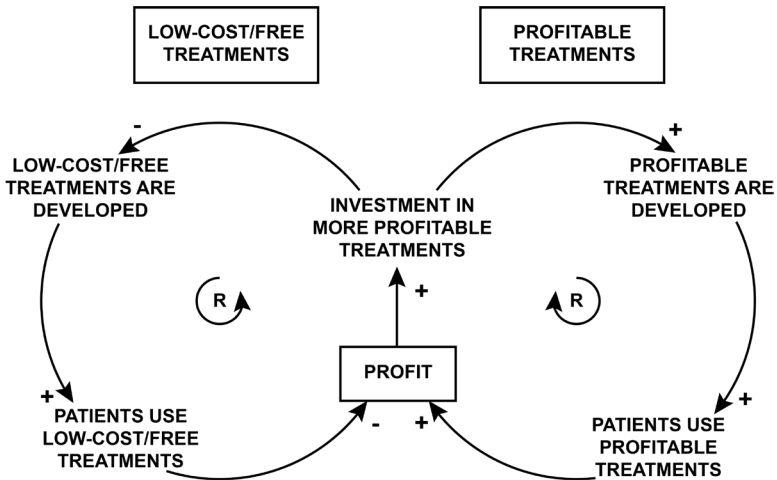 LOW-COST/FREE
TREATMENTS
PROFITABLE
TREATMENTS
-
+
LOW-COST/FREE
TREATMENTS ARE
DEVELOPED
PROFITABLE
TREATMENTS ARE
DEVELOPED
INVESTMENT IN
MORE PROFITABLE
TREATMENTS
R
+
R
PROFIT
+
PATIENTS USE
LOW-COST/FREE
TREATMENTS
-
+
+
PATIENTS USE
PROFITABLE
TREATMENTS